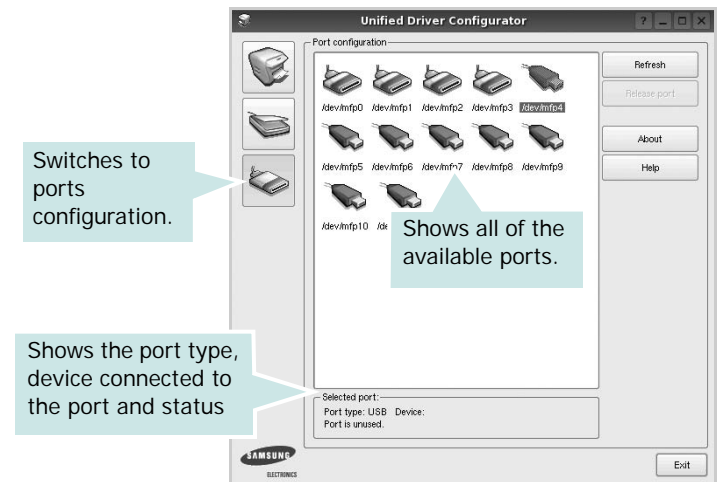 Unified Driver Configurator
Port configuration
/dev/mfp0 /dev/mfp1 /dev/mfp2 /dev/mfp3 /dev/mfp4
/dev/mfp5 /dev/mfp6 /dev/mfp7 /dev/mfp8 /dev/mfp9
/dev/mfp10
Refresh
Release port
About
Help
Switches to
ports
configuration.
Shows all of the
available ports.
Shows the port type,
device connected to
the port and status
Selected port:
Port type: USB Device:
Port is unused.
SAMSUNG
ELECTRONICS
Exit